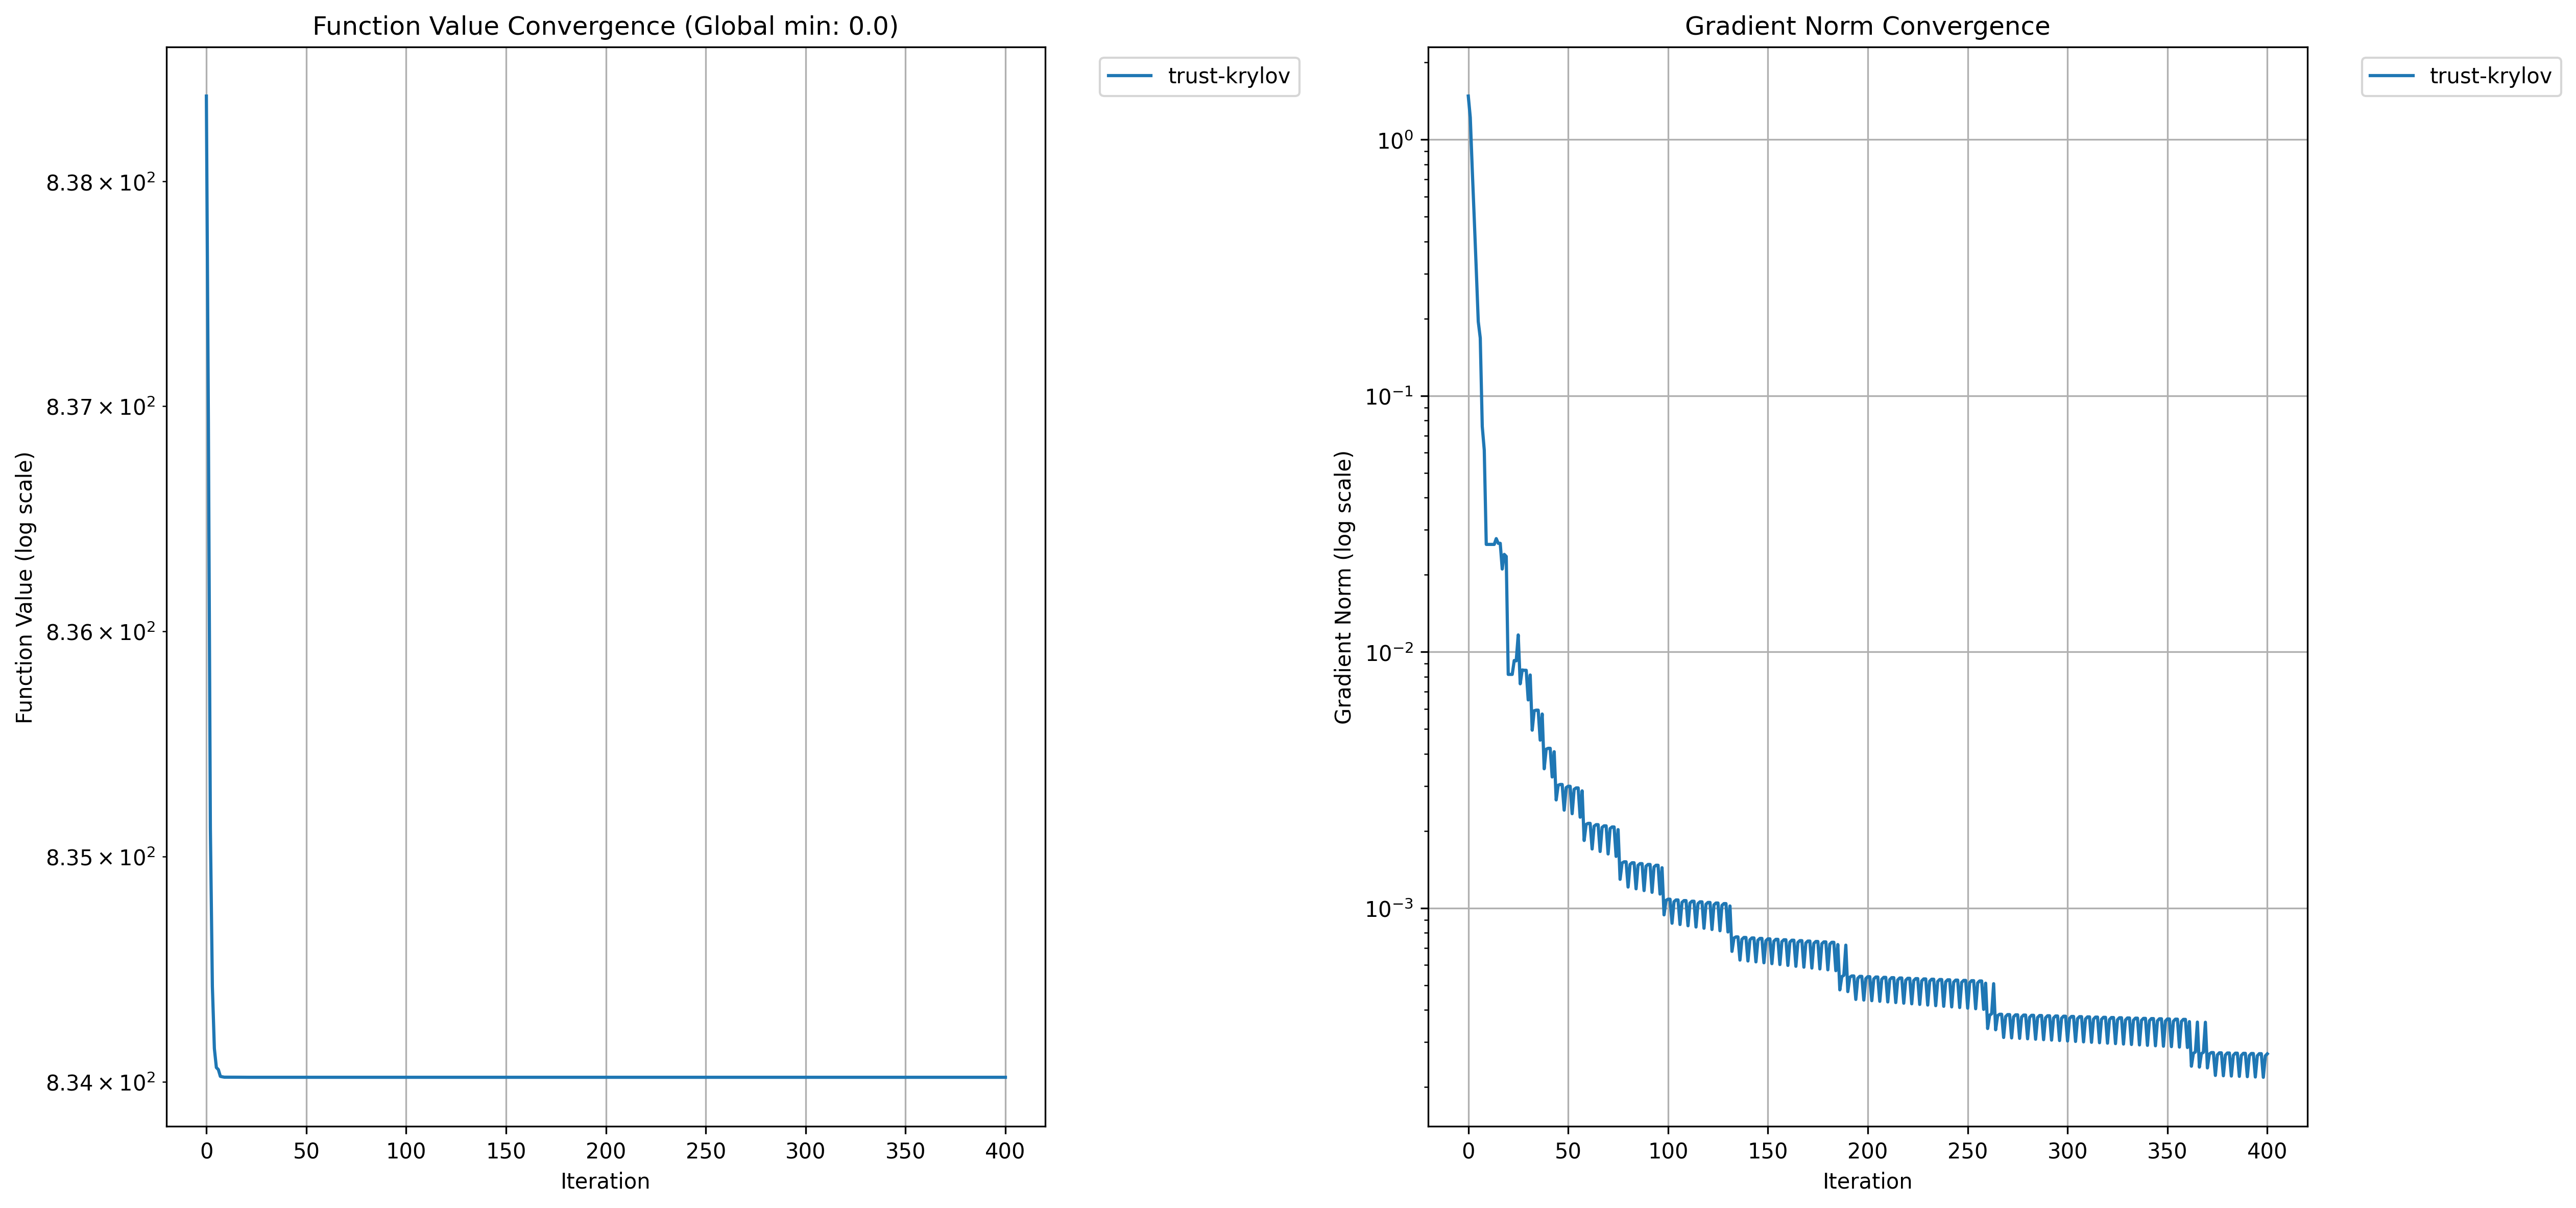 Function Value Convergence (Global min: 0.0)
trust-krylov
8.38 × 10²
8.37 × 10²
8.36 × 10²
8.35 × 10²
8.34 × 10²
Function Value (log scale)
0 50 100 150 200 250 300 350 400
Iteration
Gradient Norm Convergence
trust-krylov
10⁰
10⁻¹
10⁻²
10⁻³
Gradient Norm (log scale)
0 50 100 150 200 250 300 350 400
Iteration